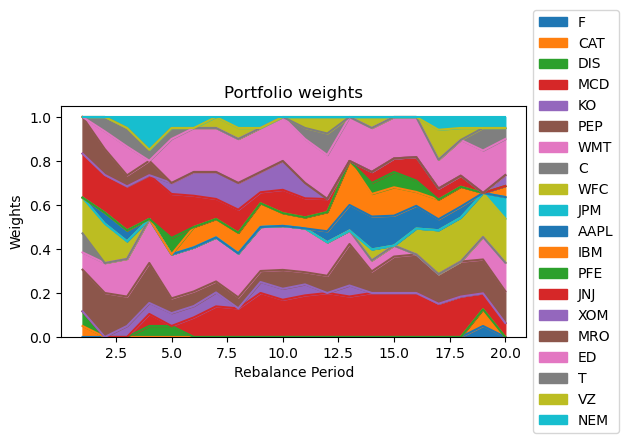 Portfolio weights
Weights
1.0
0.8
0.6
0.4
0.2
0.0
2.5
5.0
7.5
10.0
12.5
15.0
17.5
20.0
Rebalance Period
F
CAT
DIS
MCD
KO
PEP
WMT
C
WFC
JPM
AAPL
IBM
PFE
JNJ
XOM
MRO
ED
T
VZ
NEM